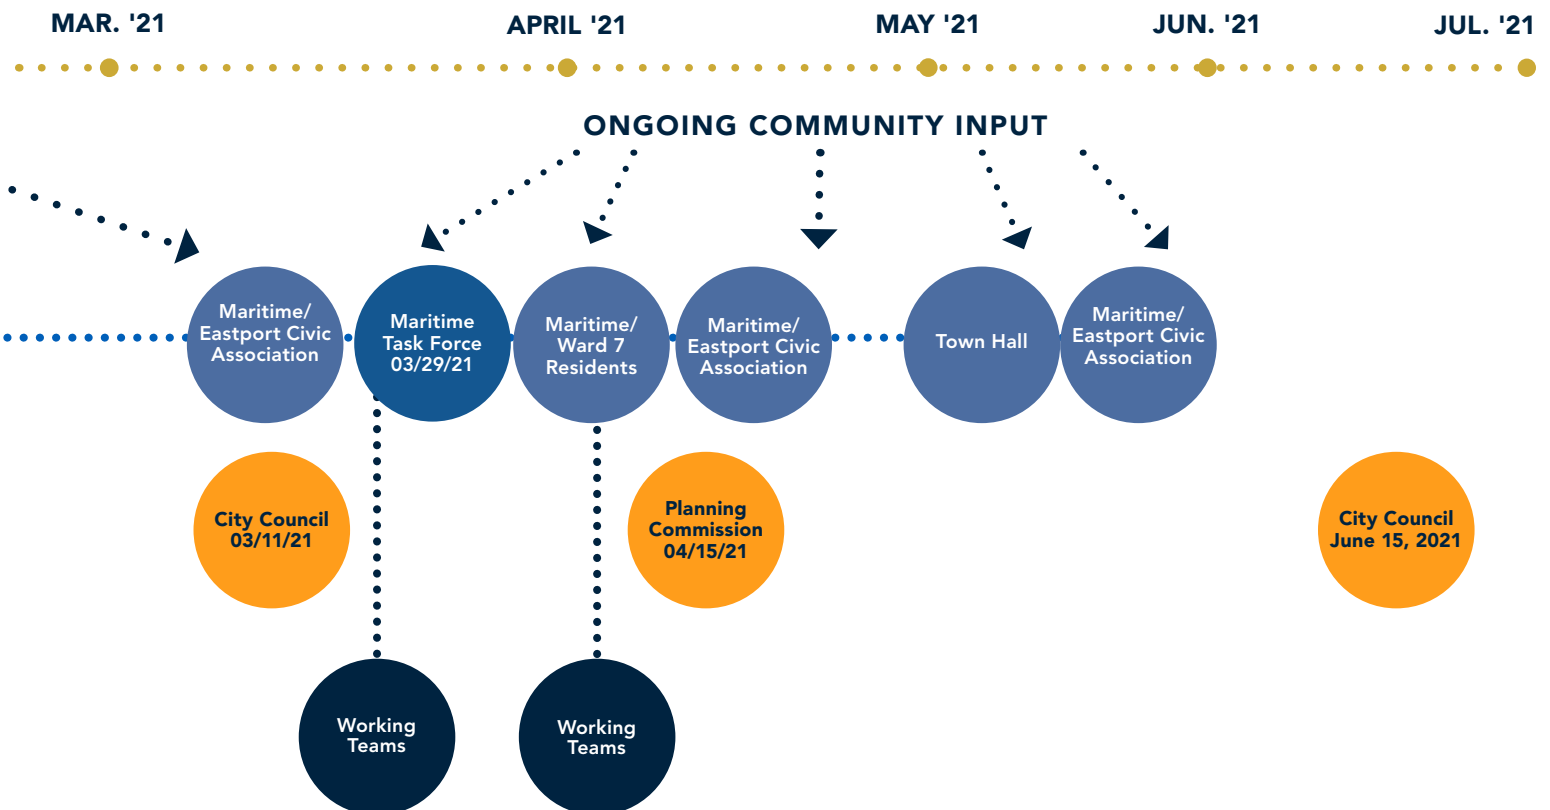 MAR. '21
APRIL '21
MAY '21
JUN. '21
JUL. '21
ONGOING COMMUNITY INPUT
Maritime/
Eastport Civic
Association
Maritime
Task Force
03/29/21
Maritime/
Ward 7
Residents
Maritime/
Eastport Civic
Association
Town Hall
Maritime/
Eastport Civic
Association
City Council
03/11/21
Planning
Commission
04/15/21
City Council
June 15, 2021
Working
Teams
Working
Teams